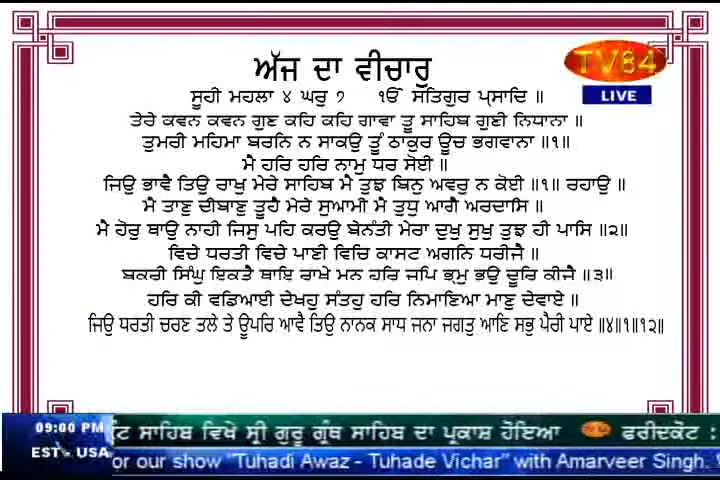 ਅੱਜ ਦਾ ਵੀਚਾਰੁ
TV84
LIVE
ਸੂਹੀ ਮਹਲਾ ੪ ਘਰੁ ੭ ੴ ਸਤਿਗੁਰ ਪ੍ਰਸਾਦਿ ॥
ਤੇਰੇ ਕਵਨ ਕਵਨ ਗੁਣ ਕਹਿ ਕਹਿ ਗਾਵਾ ਤੂ ਸਾਹਿਬ ਗੁਣੀ ਨਿਧਾਨਾ ॥
ਤੁਮਰੀ ਮਹਿਮਾ ਬਰਨਿ ਨ ਸਾਕਉ ਤੂੰ ਠਾਕੁਰ ਊਚ ਭਗਵਾਨਾ ॥੧॥
ਮੈ ਹਰਿ ਹਰਿ ਨਾਮੁ ਧਰ ਸੋਈ ॥
ਜਿਉ ਭਾਵੈ ਤਿਉ ਰਾਖੁ ਮੇਰੇ ਸਾਹਿਬ ਮੈ ਤੁਝ ਬਿਨੁ ਅਵਰੁ ਨ ਕੋਈ ॥੧॥ ਰਹਾਉ ॥
ਮੈ ਤਾਣੁ ਦੀਬਾਣੁ ਤੂਹੈ ਮੇਰੇ ਸੁਆਮੀ ਮੈ ਤੁਧੁ ਆਗੈ ਅਰਦਾਸਿ ॥
ਮੈ ਹੋਰੁ ਥਾਉ ਨਾਹੀ ਜਿਸੁ ਪਹਿ ਕਰਉ ਬੇਨੰਤੀ ਮੇਰਾ ਦੁਖੁ ਸੁਖੁ ਤੁਝ ਹੀ ਪਾਸਿ ॥੨॥
ਵਿਚੇ ਧਰਤੀ ਵਿਚੇ ਪਾਣੀ ਵਿਚਿ ਕਾਸਟ ਅਗਨਿ ਧਰੀਜੈ ॥
ਬਕਰੀ ਸਿੰਘੁ ਇਕਤੈ ਥਾਇ ਰਾਖੇ ਮਨ ਹਰਿ ਜਪਿ ਭ੍ਰਮੁ ਭਉ ਦੂਰਿ ਕੀਜੈ ॥੩॥
ਹਰਿ ਕੀ ਵਡਿਆਈ ਦੇਖਹੁ ਸੰਤਹੁ ਹਰਿ ਨਿਮਾਣਿਆ ਮਾਣੁ ਦੇਵਾਏ ॥
ਜਿਉ ਧਰਤੀ ਚਰਣ ਤਲੇ ਤੇ ਊਪਰਿ ਆਵੈ ਤਿਉ ਨਾਨਕ ਸਾਧ ਜਨਾ ਜਗਤੁ ਆਣਿ ਸਭੁ ਪੈਰੀ ਪਾਏ ॥੪॥੧॥੧੨॥
09:00 PM ਸਾਹਿਬ ਵਿਖੇ ਸ੍ਰੀ ਗੁਰੂ ਗ੍ਰੰਥ ਸਾਹਿਬ ਦਾ ਪ੍ਰਕਾਸ਼ ਹੋਇਆ ਫਰੀਦਕੋਟ :
EST - USA or our show "Tuhadi Awaz - Tuhade Vichar" with Amarveer Singh.